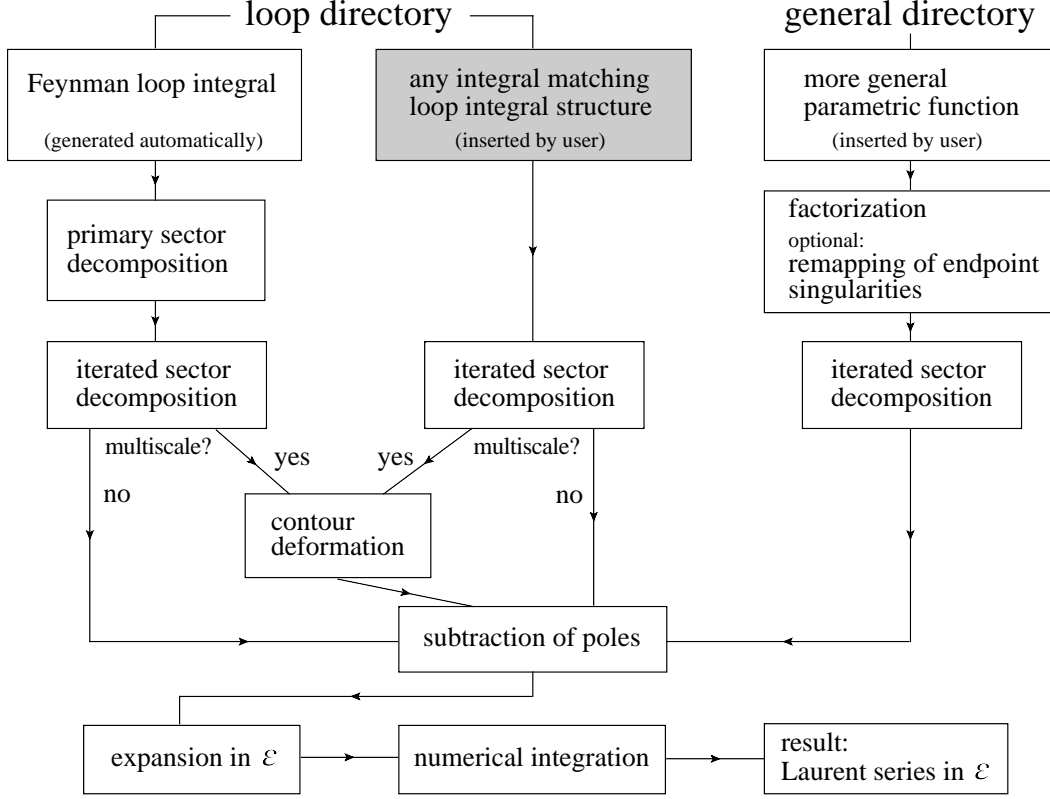 loop directory
general directory
Feynman loop integral
(generated automatically)
any integral matching
loop integral structure
(inserted by user)
more general
parametric function
(inserted by user)
primary sector
decomposition
factorization
optional:
remapping of endpoint
singularities
iterated sector
decomposition
iterated sector
decomposition
iterated sector
decomposition
multiscale?
yes
no
yes
multiscale?
no
contour
deformation
subtraction of poles
expansion in ε
numerical integration
result:
Laurent series in ε